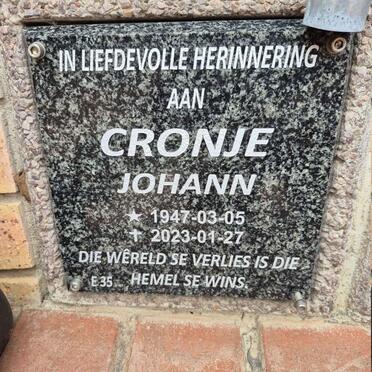 IN LIEFDEVOLLE HERINNERING
AAN
CRONJE
JOHANN
★ 1947-03-05
✝ 2023-01-27
DIE WÊRELD SE VERLIES IS DIE
E 35 HEMEL SE WINS.